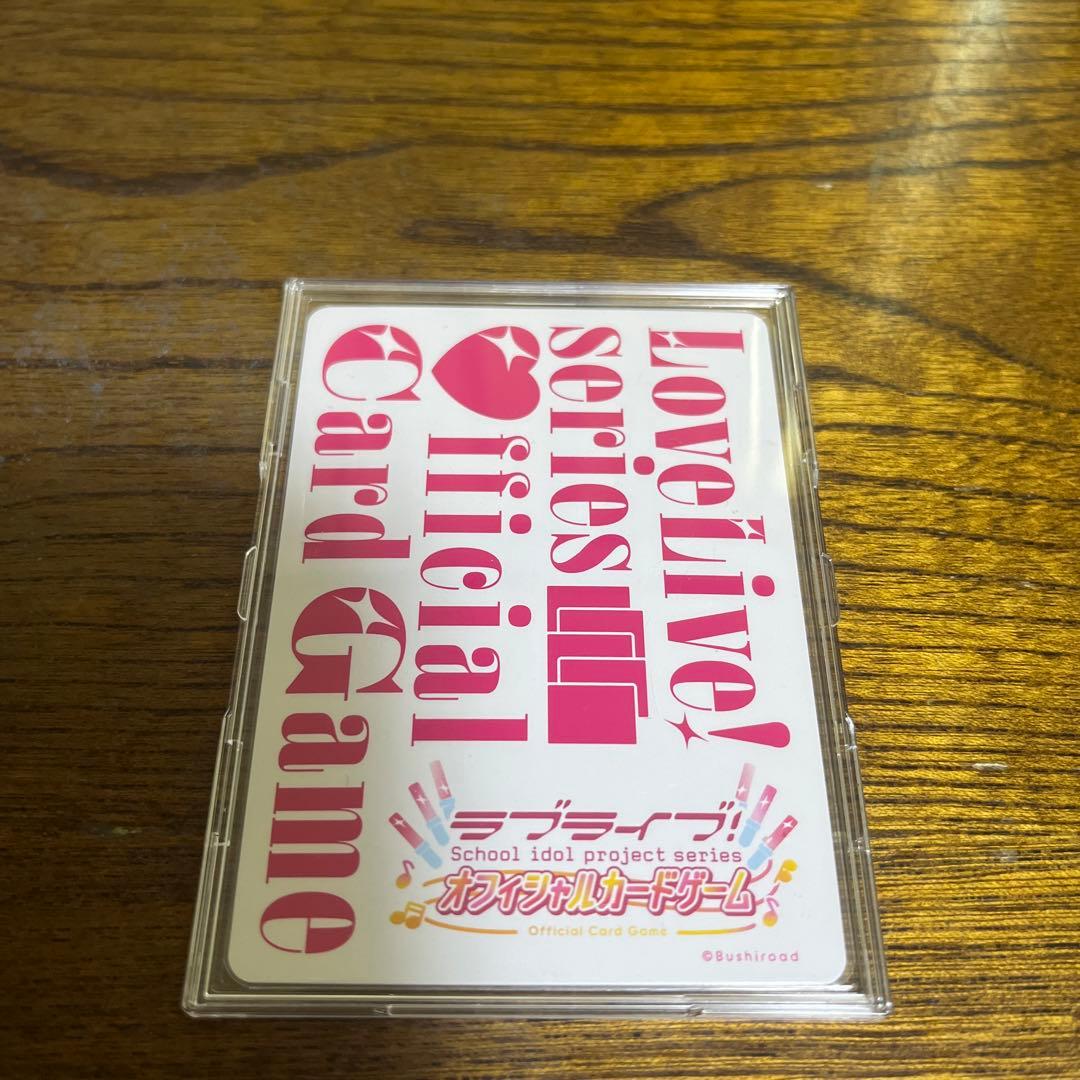 LoveLive!
series
Official
Card Game
ラブライブ!
School idol project series
オフィシャルカードゲーム
Official Card Game
©Bushiroad